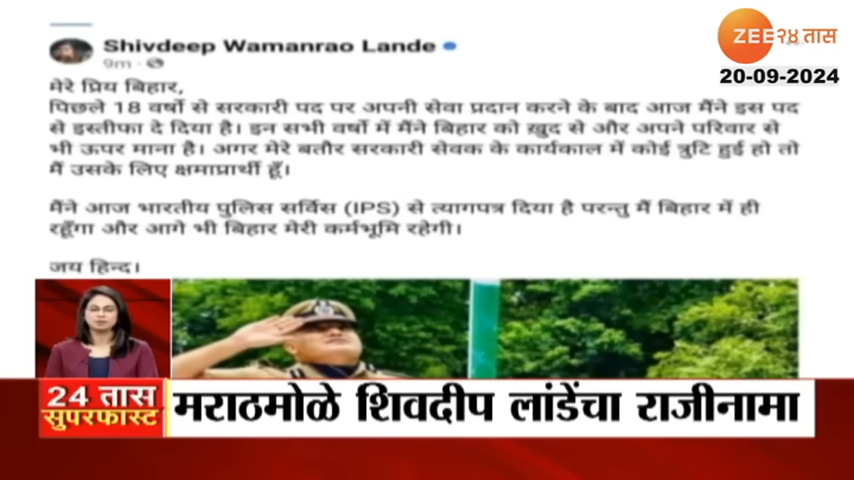 Shivdeep Wamanrao Lande
9m
मेरे प्रिय बिहार,
पिछले 18 वर्षो से सरकारी पद पर अपनी सेवा प्रदान करने के बाद आज मैंने इस पद
से इस्तीफा दे दिया है। इन सभी वर्षो में मैंने बिहार को ख़ुद से और अपने परिवार से
भी ऊपर माना है। अगर मेरे बतौर सरकारी सेवक के कार्यकाल में कोई त्रुटि हुई हो तो
मैं उसके लिए क्षमाप्रार्थी हूँ।
मैंने आज भारतीय पुलिस सर्विस (IPS) से त्यागपत्र दिया है परन्तु मैं बिहार में ही
रहूँगा और आगे भी बिहार मेरी कर्मभूमि रहेगी।
जय हिन्द।
ZEE २४ तास
20-09-2024
24 तास
सुपरफास्ट
मराठमोळे शिवदीप लांडेंचा राजीनामा